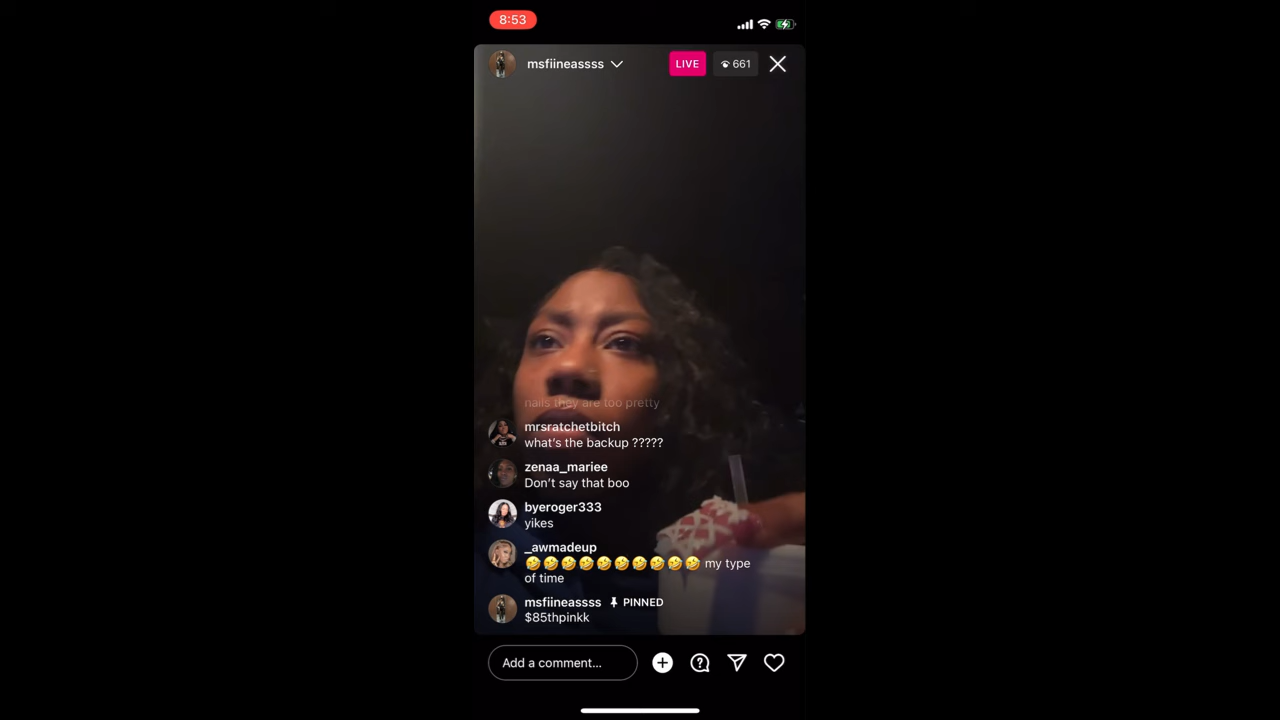 8:53
msfiineassss
LIVE
661
nails they are too pretty
mrsratchetbitch
what's the backup ?????
zenaa_mariee
Don't say that boo
byeroger333
yikes
_awmadeup
🤣🤣🤣🤣🤣🤣🤣🤣🤣🤣 my type
of time
msfiineassss PINNED
$85thpinkk
Add a comment...